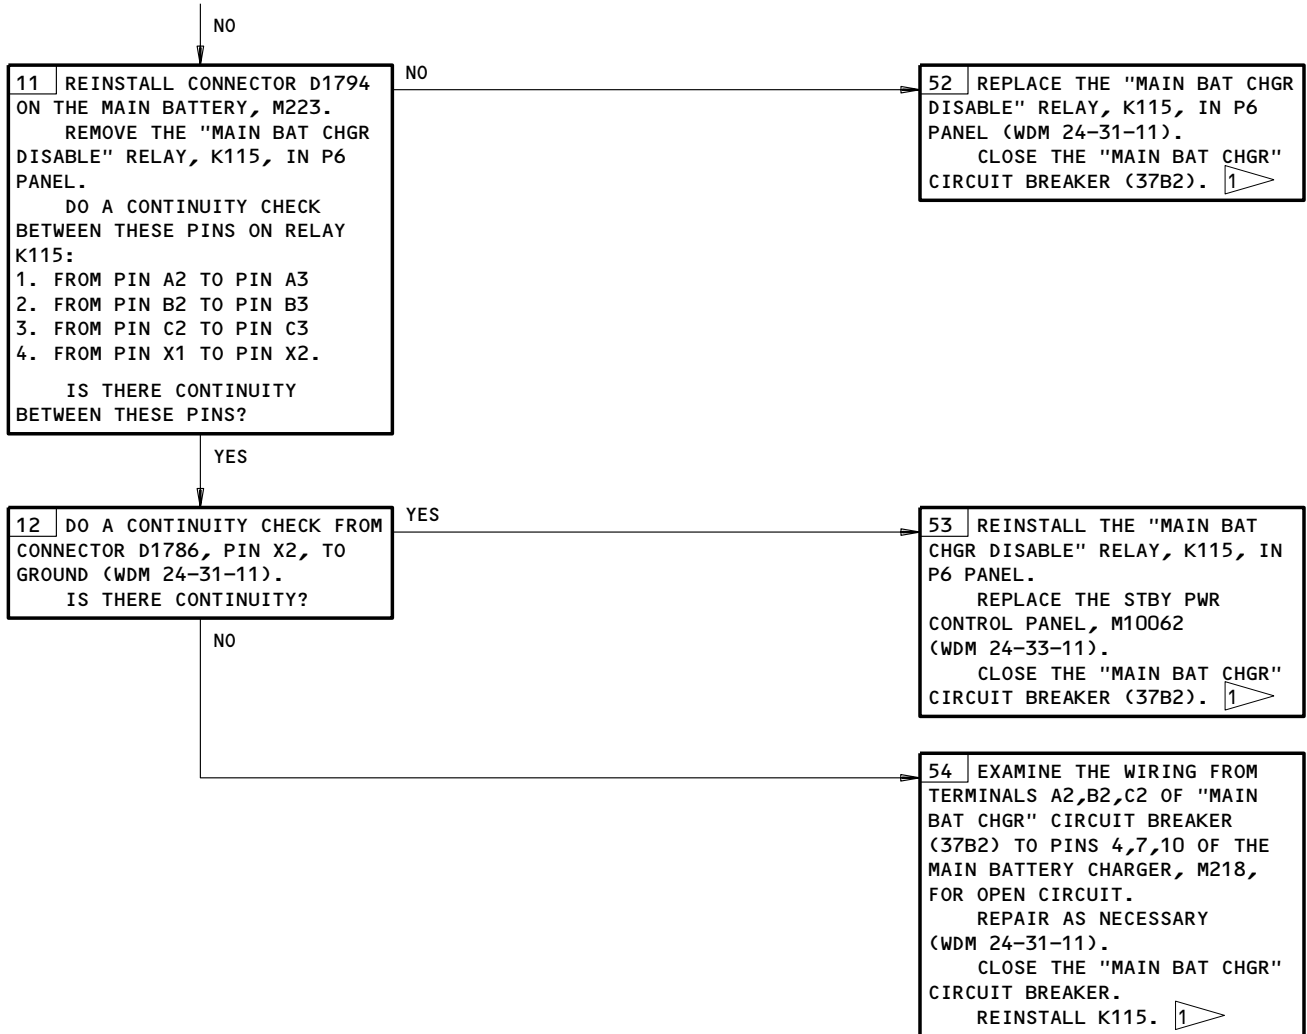 NO
11 REINSTALL CONNECTOR D1794
ON THE MAIN BATTERY, M223.
REMOVE THE "MAIN BAT CHGR
DISABLE" RELAY, K115, IN P6
PANEL.
DO A CONTINUITY CHECK
BETWEEN THESE PINS ON RELAY
K115:
1. FROM PIN A2 TO PIN A3
2. FROM PIN B2 TO PIN B3
3. FROM PIN C2 TO PIN C3
4. FROM PIN X1 TO PIN X2.
IS THERE CONTINUITY
BETWEEN THESE PINS?
NO
52 REPLACE THE "MAIN BAT CHGR
DISABLE" RELAY, K115, IN P6
PANEL (WDM 24-31-11).
CLOSE THE "MAIN BAT CHGR"
CIRCUIT BREAKER (37B2). 1
YES
12 DO A CONTINUITY CHECK FROM
CONNECTOR D1786, PIN X2, TO
GROUND (WDM 24-31-11).
IS THERE CONTINUITY?
YES
53 REINSTALL THE "MAIN BAT
CHGR DISABLE" RELAY, K115, IN
P6 PANEL.
REPLACE THE STBY PWR
CONTROL PANEL, M10062
(WDM 24-33-11).
CLOSE THE "MAIN BAT CHGR"
CIRCUIT BREAKER (37B2). 1
NO
54 EXAMINE THE WIRING FROM
TERMINALS A2,B2,C2 OF "MAIN
BAT CHGR" CIRCUIT BREAKER
(37B2) TO PINS 4,7,10 OF THE
MAIN BATTERY CHARGER, M218,
FOR OPEN CIRCUIT.
REPAIR AS NECESSARY
(WDM 24-31-11).
CLOSE THE "MAIN BAT CHGR"
CIRCUIT BREAKER.
REINSTALL K115. 1